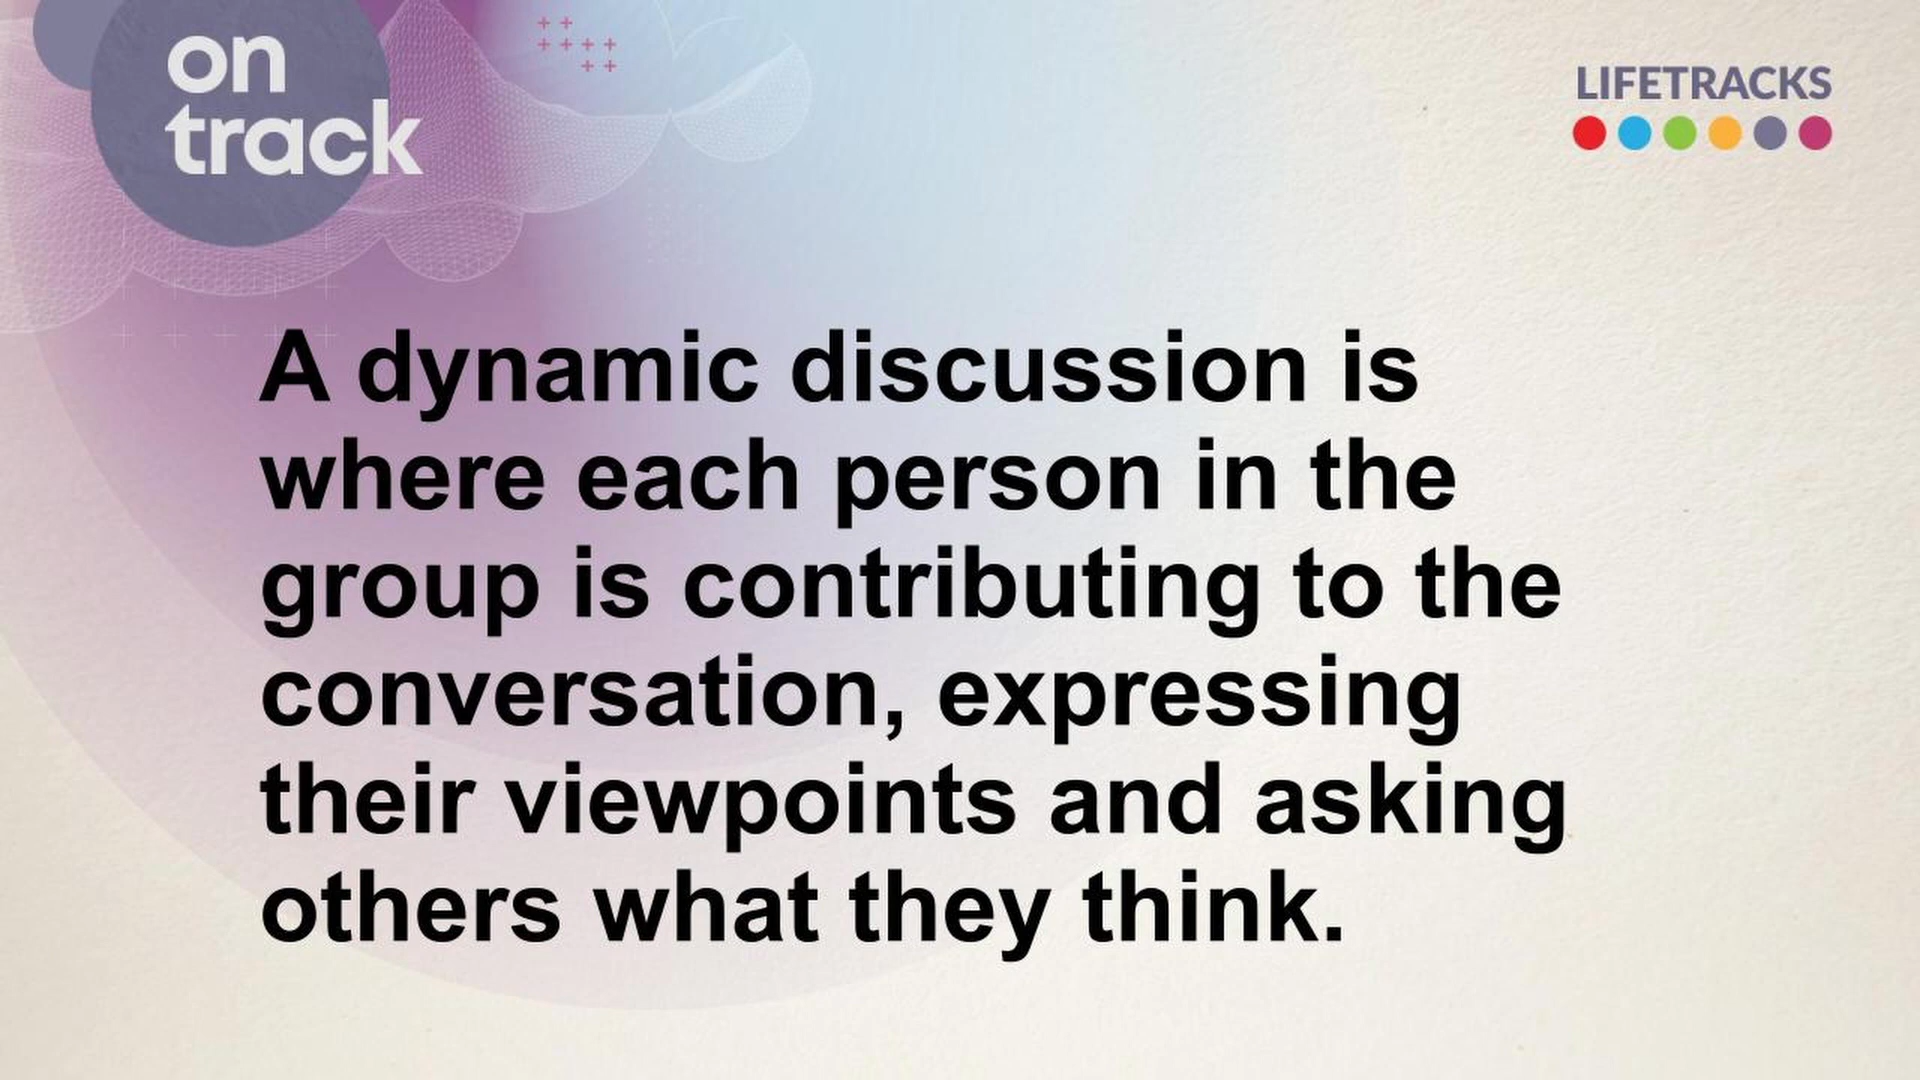 on
track
LIFETRACKS
A dynamic discussion is
where each person in the
group is contributing to the
conversation, expressing
their viewpoints and asking
others what they think.